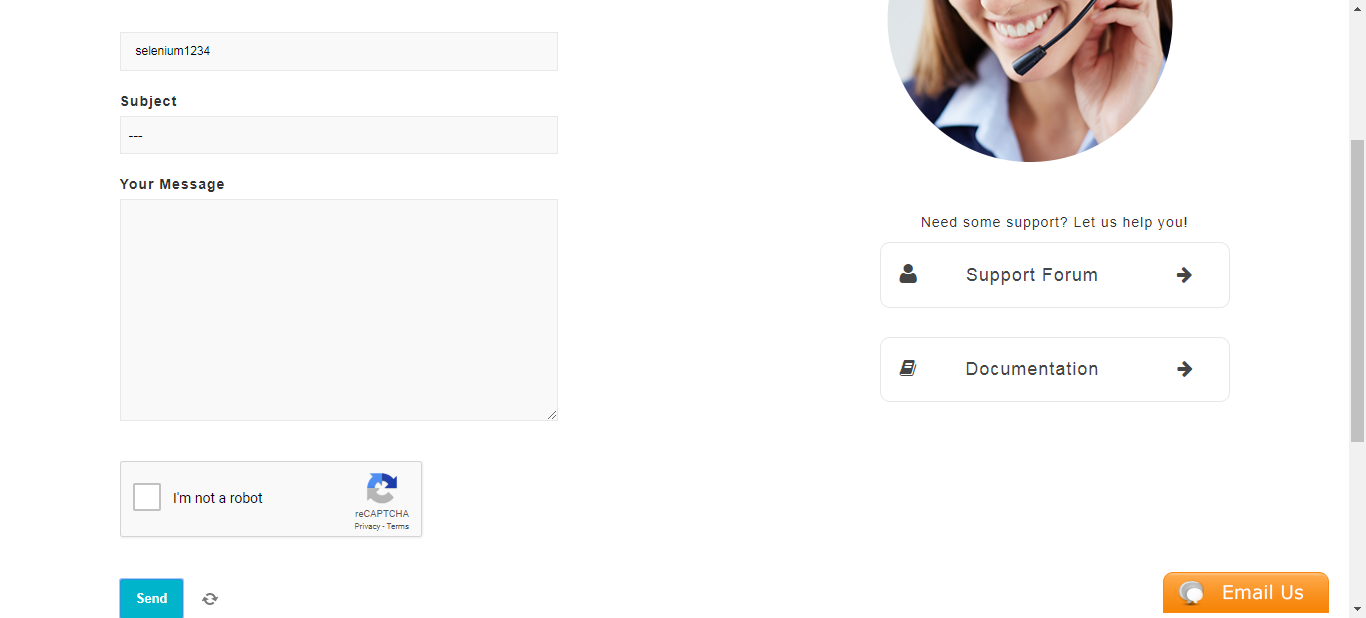 selenium1234
Subject
---
Your Message
I'm not a robot
reCAPTCHA
Privacy - Terms
Send
Need some support? Let us help you!
Support Forum
Documentation
Email Us